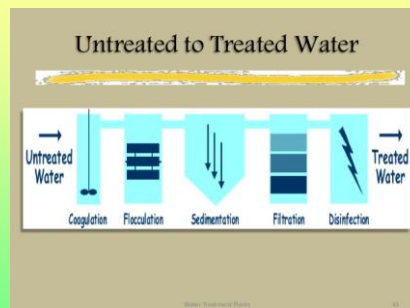 Untreated to Treated Water
Untreated
Water
Treated
Water
Coagulation Flocculation Sedimentation Filtration Disinfection
Water Treatment Plants